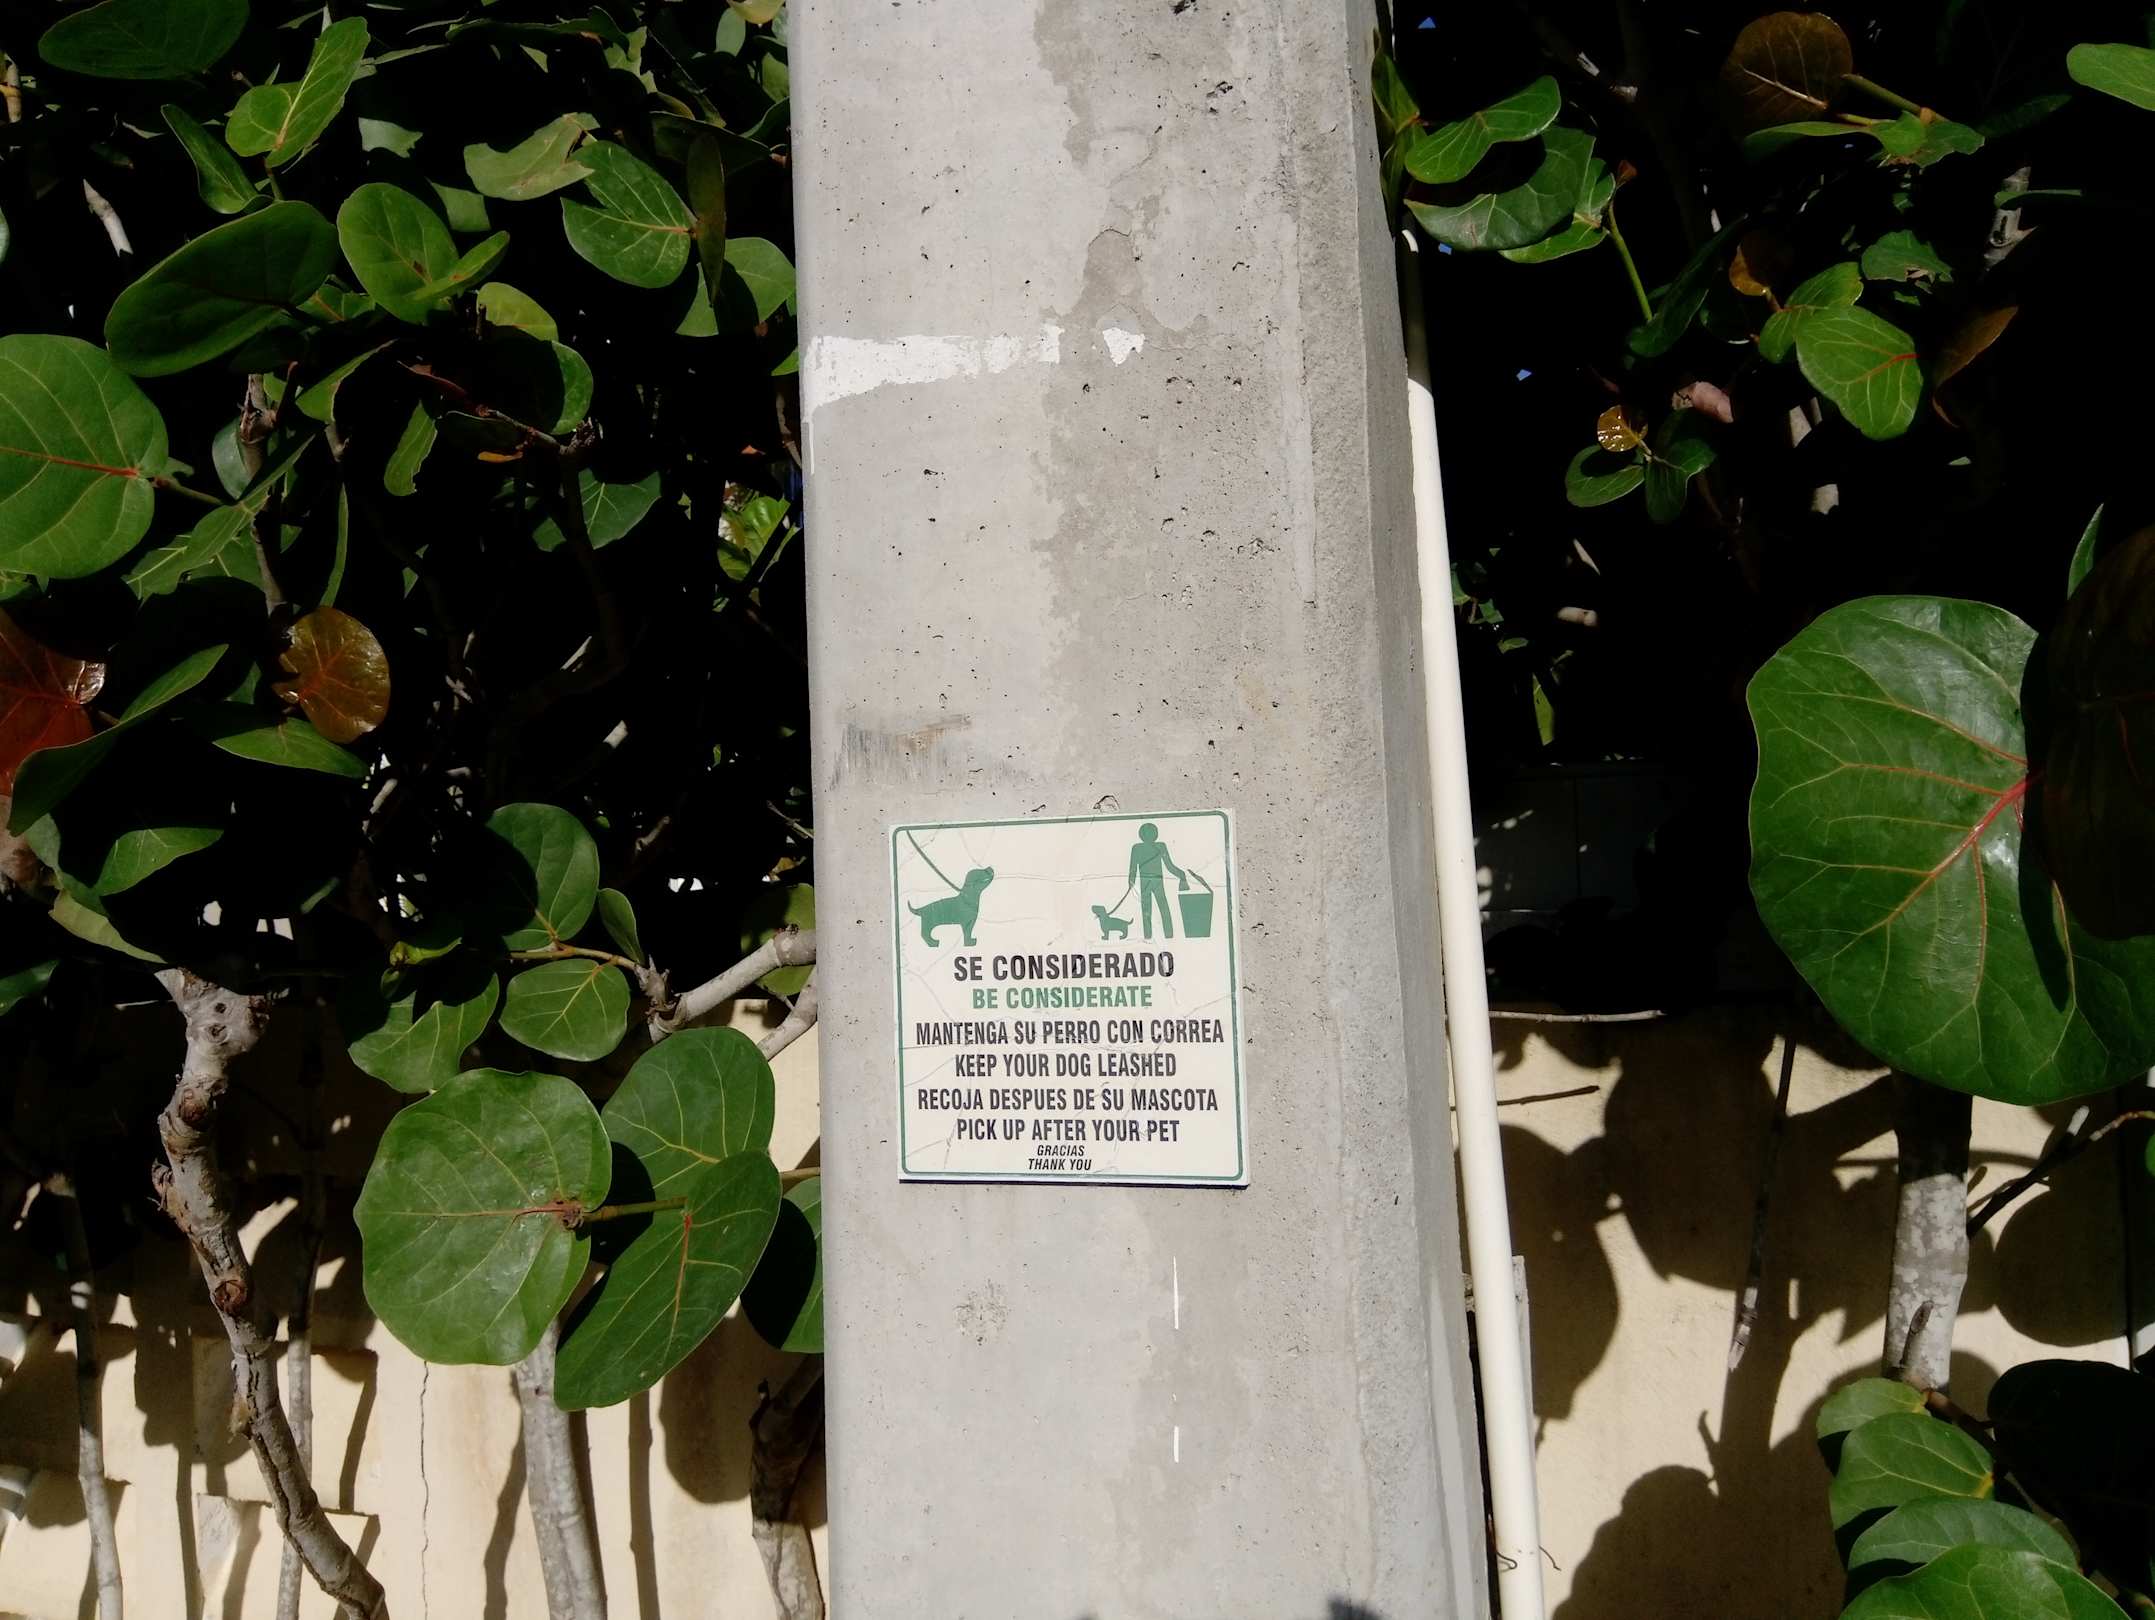 SE CONSIDERADO
BE CONSIDERATE
MANTENGA SU PERRO CON CORREA
KEEP YOUR DOG LEASHED
RECOJA DESPUES DE SU MASCOTA
PICK UP AFTER YOUR PET
GRACIAS
THANK YOU